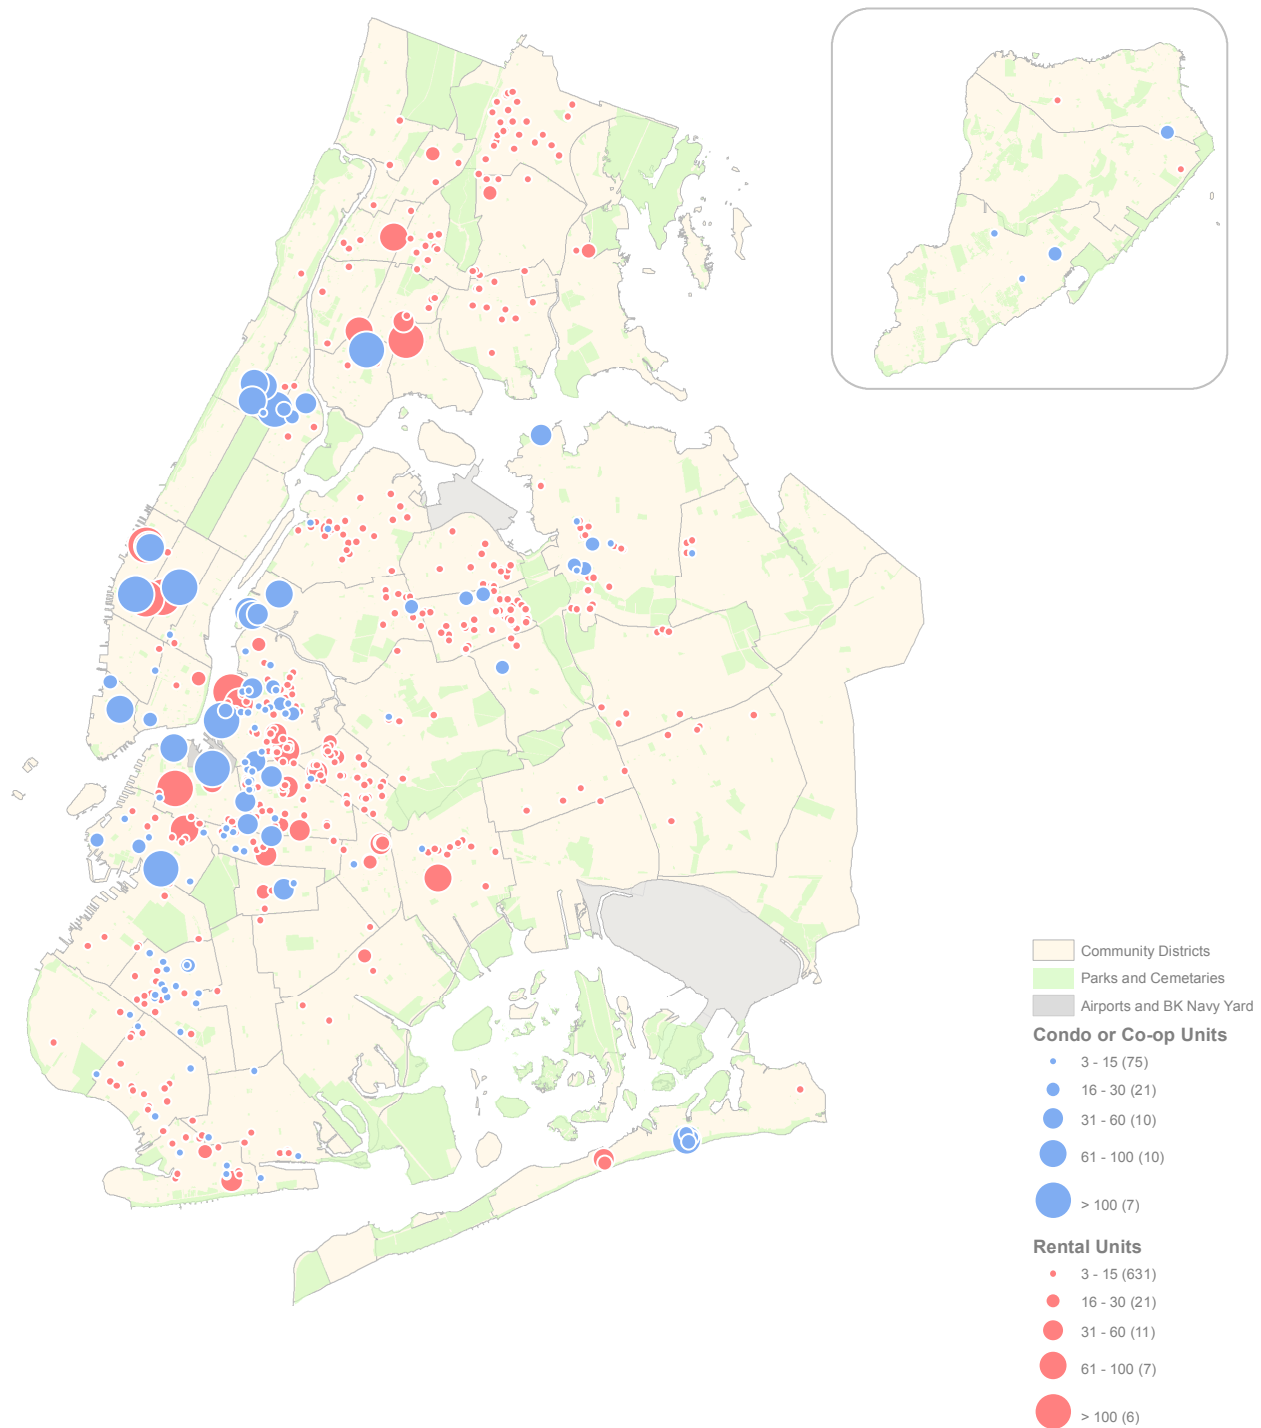 Community Districts
Parks and Cemetaries
Airports and BK Navy Yard
Condo or Co-op Units
3 - 15 (75)
16 - 30 (21)
31 - 60 (10)
61 - 100 (10)
> 100 (7)
Rental Units
3 - 15 (631)
16 - 30 (21)
31 - 60 (11)
61 - 100 (7)
> 100 (6)